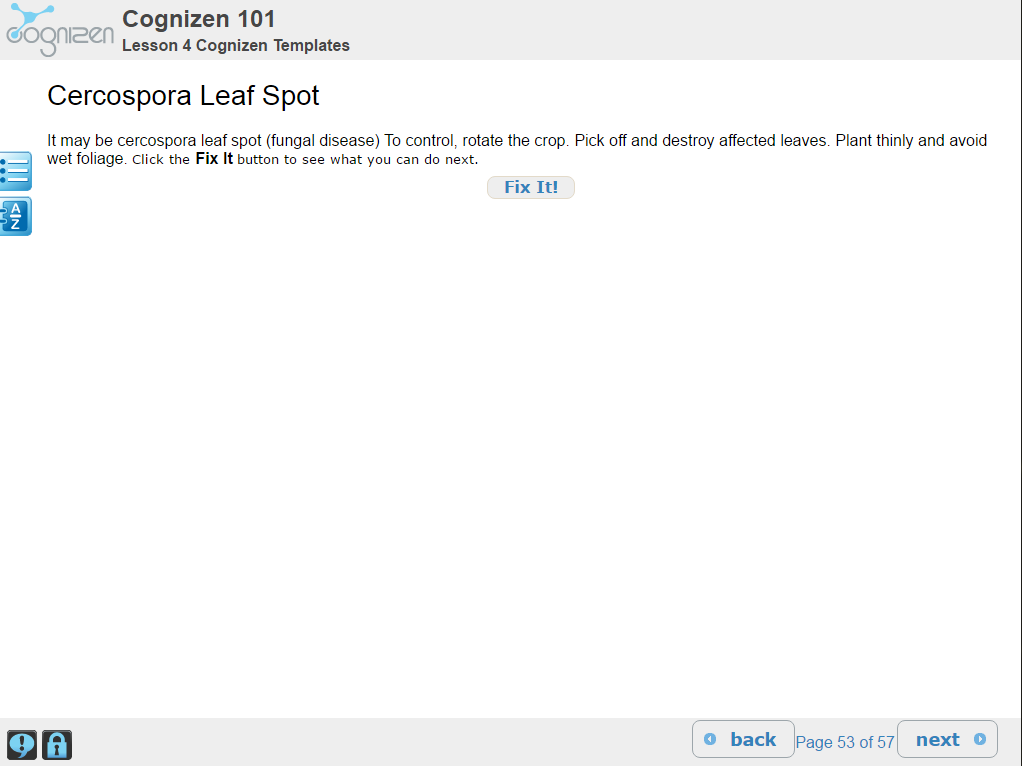 cognizen
Cognizen 101
Lesson 4 Cognizen Templates
Cercospora Leaf Spot
It may be cercospora leaf spot (fungal disease) To control, rotate the crop. Pick off and destroy affected leaves. Plant thinly and avoid
wet foliage. Click the Fix It button to see what you can do next.
Fix It!
A
Z
back
Page 53 of 57
next